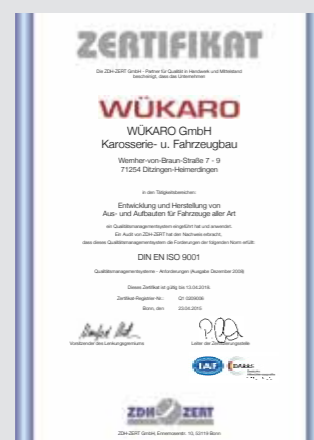 ZERTIFIKAT
Die ZDH-ZERT GmbH - Partner für Qualität in Handwerk und Mittelstand
bescheinigt, dass das Unternehmen
WÜKARO
WÜKARO GmbH
Karosserie- u. Fahrzeugbau
Wernher-von-Braun-Straße 7 - 9
71254 Ditzingen-Heimerdingen
in den Tätigkeitsbereichen:
Entwicklung und Herstellung von
Aus- und Aufbauten für Fahrzeuge aller Art
ein Qualitätsmanagementsystem eingeführt hat und anwendet.
Ein Audit von ZDH-ZERT hat den Nachweis erbracht,
dass dieses Qualitätsmanagementsystem die Forderungen der folgenden Norm erfüllt:
DIN EN ISO 9001
Qualitätsmanagementsysteme - Anforderungen (Ausgabe Dezember 2008)
Dieses Zertifikat ist gültig bis
Zertifikat-Register-Nr.:
Bonn, den
Vorsitzender des Lenkungsgremiums
Leiter der Zertifizierungsstelle
IAF
DAkkS
ZDH ZERT
ZDH-ZERT GmbH, 53119 Bonn